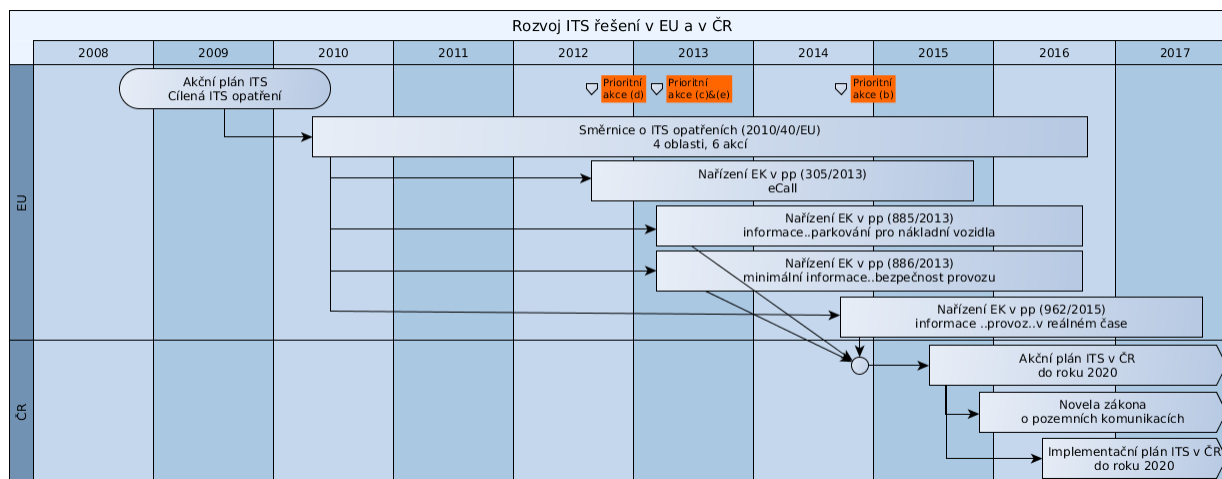 Rozvoj ITS řešení v EU a v ČR
2008 2009 2010 2011 2012 2013 2014 2015 2016 2017
EU
Akční plán ITS
Cílená ITS opatření
Prioritní
akce (d)
Prioritní
akce (c)&(e)
Prioritní
akce (b)
Směrnice o ITS opatřeních (2010/40/EU)
4 oblasti, 6 akcí
Nařízení EK v pp (305/2013)
eCall
Nařízení EK v pp (885/2013)
informace..parkování pro nákladní vozidla
Nařízení EK v pp (886/2013)
minimální informace..bezpečnost provozu
Nařízení EK v pp (962/2015)
informace ..provoz..v reálném čase
ČR
Akční plán ITS v ČR
do roku 2020
Novela zákona
o pozemních komunikacích
Implementační plán ITS v ČR
do roku 2020